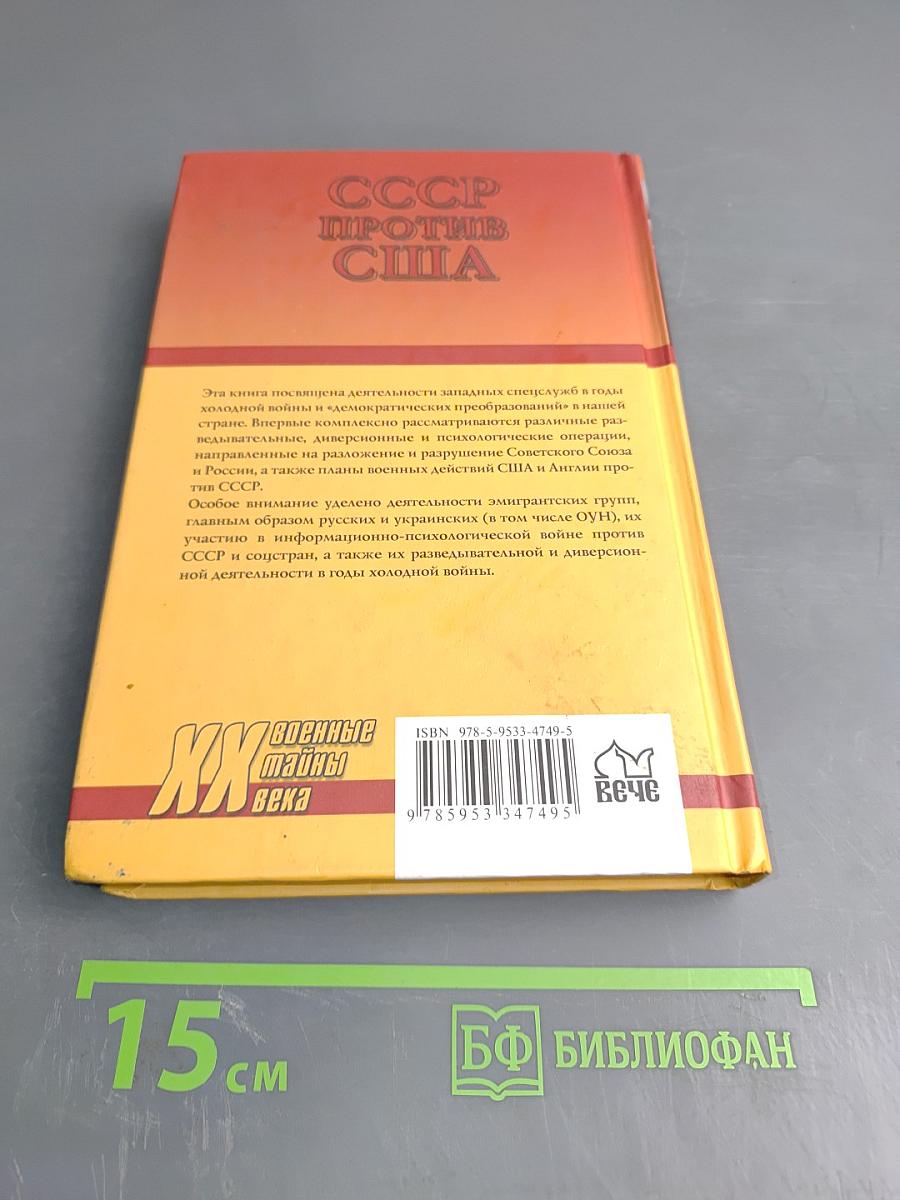 СССР
ПРОТИВ
США
Эта книга посвящена деятельности западных спецслужб в годы
холодной войны и «демократических преобразований» в нашей
стране. Впервые комплексно рассматриваются различные раз-
ведывательные, диверсионные и психологические операции,
направленные на разложение и разрушение Советского Союза
и России, а также планы военных действий США и Англии про-
тив СССР.
Особое внимание уделено деятельности эмигрантских групп,
главным образом русских и украинских (в том числе ОУН), их
участию в информационно-психологической войне против
СССР и соцстран, а также их разведывательной и диверсион-
ной деятельности в годы холодной войны.
XX военные
тайны
века
ISBN 978-5-9533-4749-5
9 785953 347495
ВЕЧЕ
15 см
БФ БИБЛИОФАН